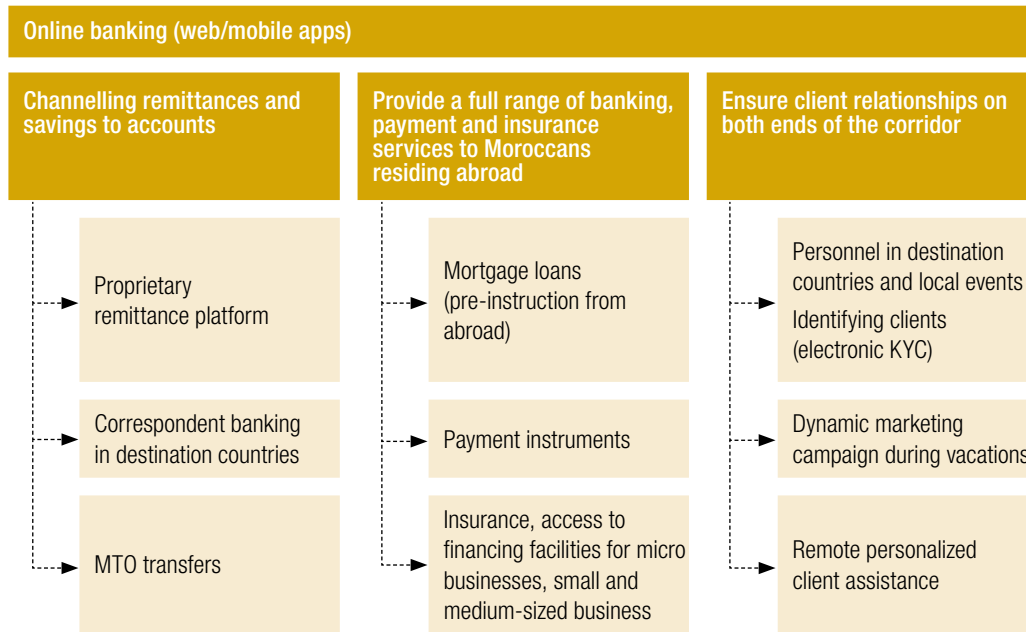 Online banking (web/mobile apps)
Channelling remittances and
savings to accounts
Proprietary
remittance platform
Correspondent banking
in destination countries
MTO transfers
Provide a full range of banking,
payment and insurance
services to Moroccans
residing abroad
Mortgage loans
(pre-instruction from
abroad)
Payment instruments
Insurance, access to
financing facilities for micro
businesses, small and
medium-sized business
Ensure client relationships on
both ends of the corridor
Personnel in destination
countries and local events
Identifying clients
(electronic KYC)
Dynamic marketing
campaign during vacations
Remote personalized
client assistance